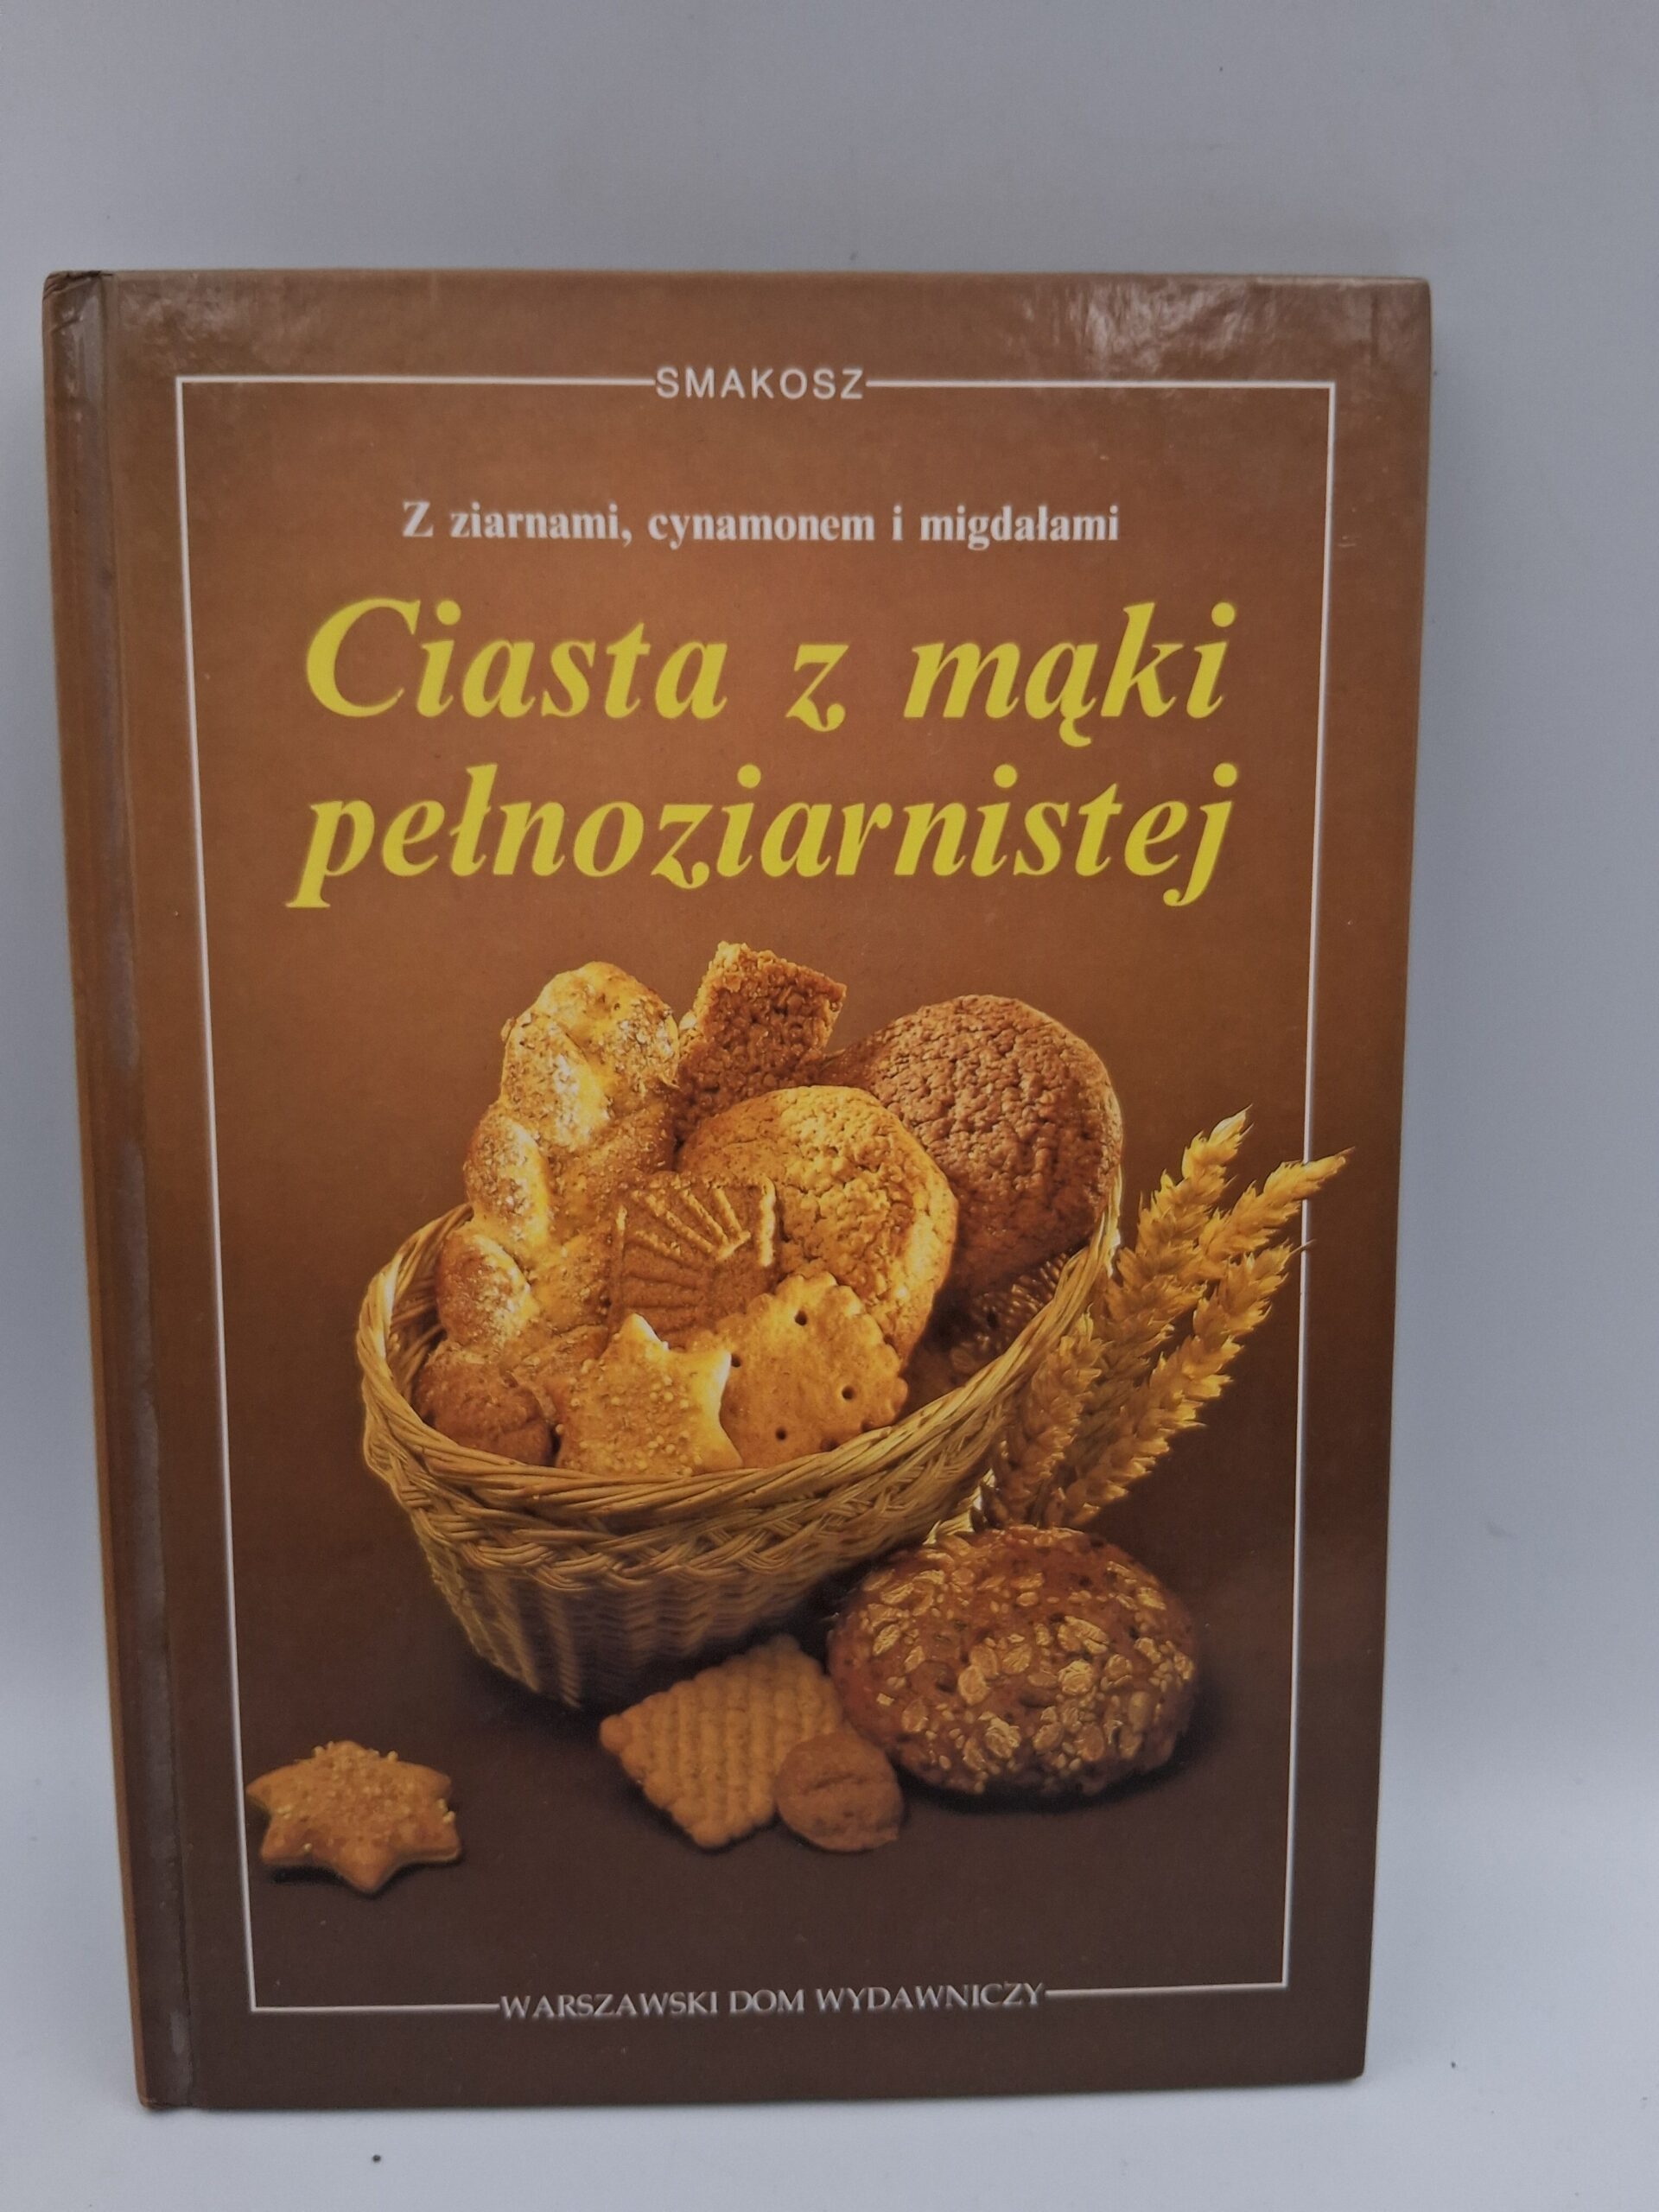 SMAKOSZ
Z ziarnami, cynamonem i migdałami
Ciasta z mąki
pełnoziarnistej
WARSZAWSKI DOM WYDAWNICZY